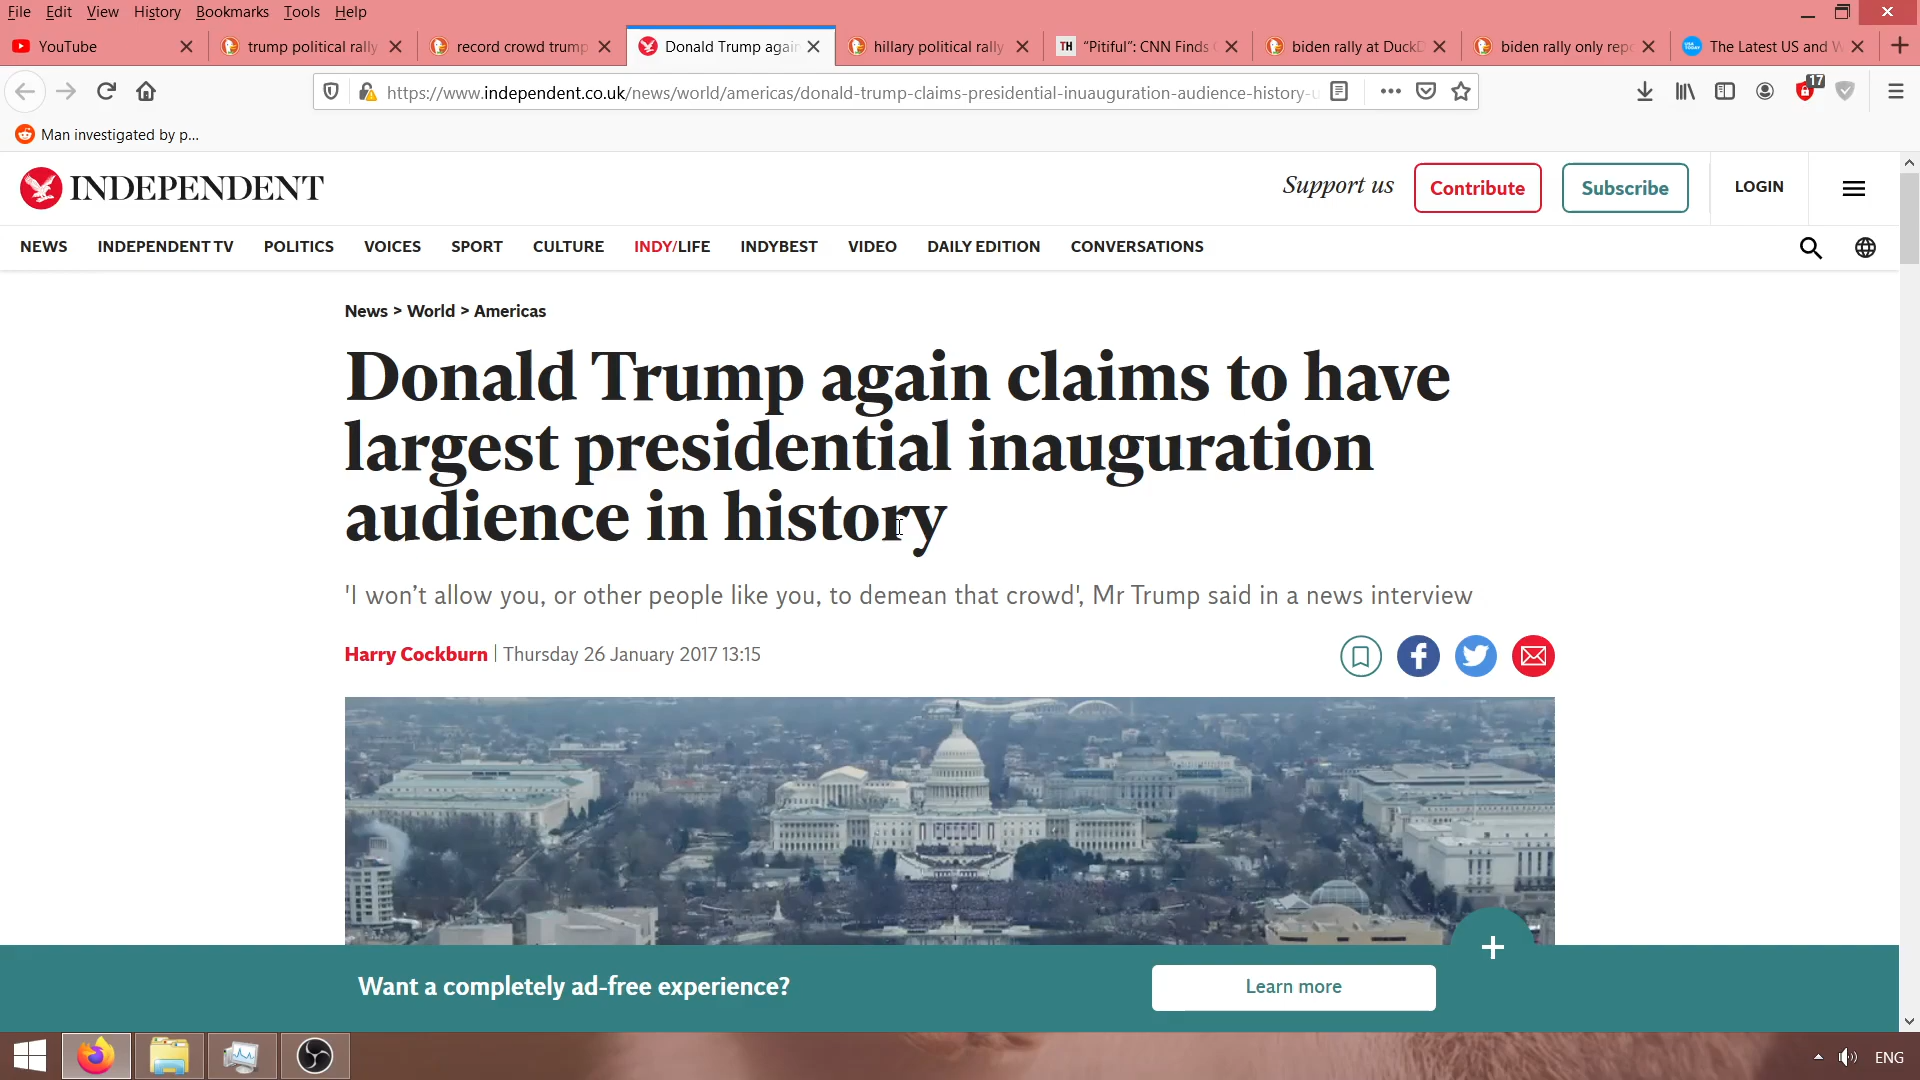 File Edit View History Bookmarks Tools Help
YouTube
trump political rally
record crowd trump
Donald Trump agai
hillary political rally
TH "Pitiful": CNN Finds
biden rally at DuckD
biden rally only rep
The Latest US and W
https://www.independent.co.uk/news/world/americas/donald-trump-claims-presidential-inuauguration-audience-history-u
17
Man investigated by p...
INDEPENDENT
Support us
Contribute
Subscribe
LOGIN
NEWS INDEPENDENT TV POLITICS VOICES SPORT CULTURE INDY/LIFE INDYBEST VIDEO DAILY EDITION CONVERSATIONS
News > World > Americas
Donald Trump again claims to have
largest presidential inauguration
audience in history
'I won’t allow you, or other people like you, to demean that crowd', Mr Trump said in a news interview
Harry Cockburn | Thursday 26 January 2017 13:15
Want a completely ad-free experience?
Learn more
ENG